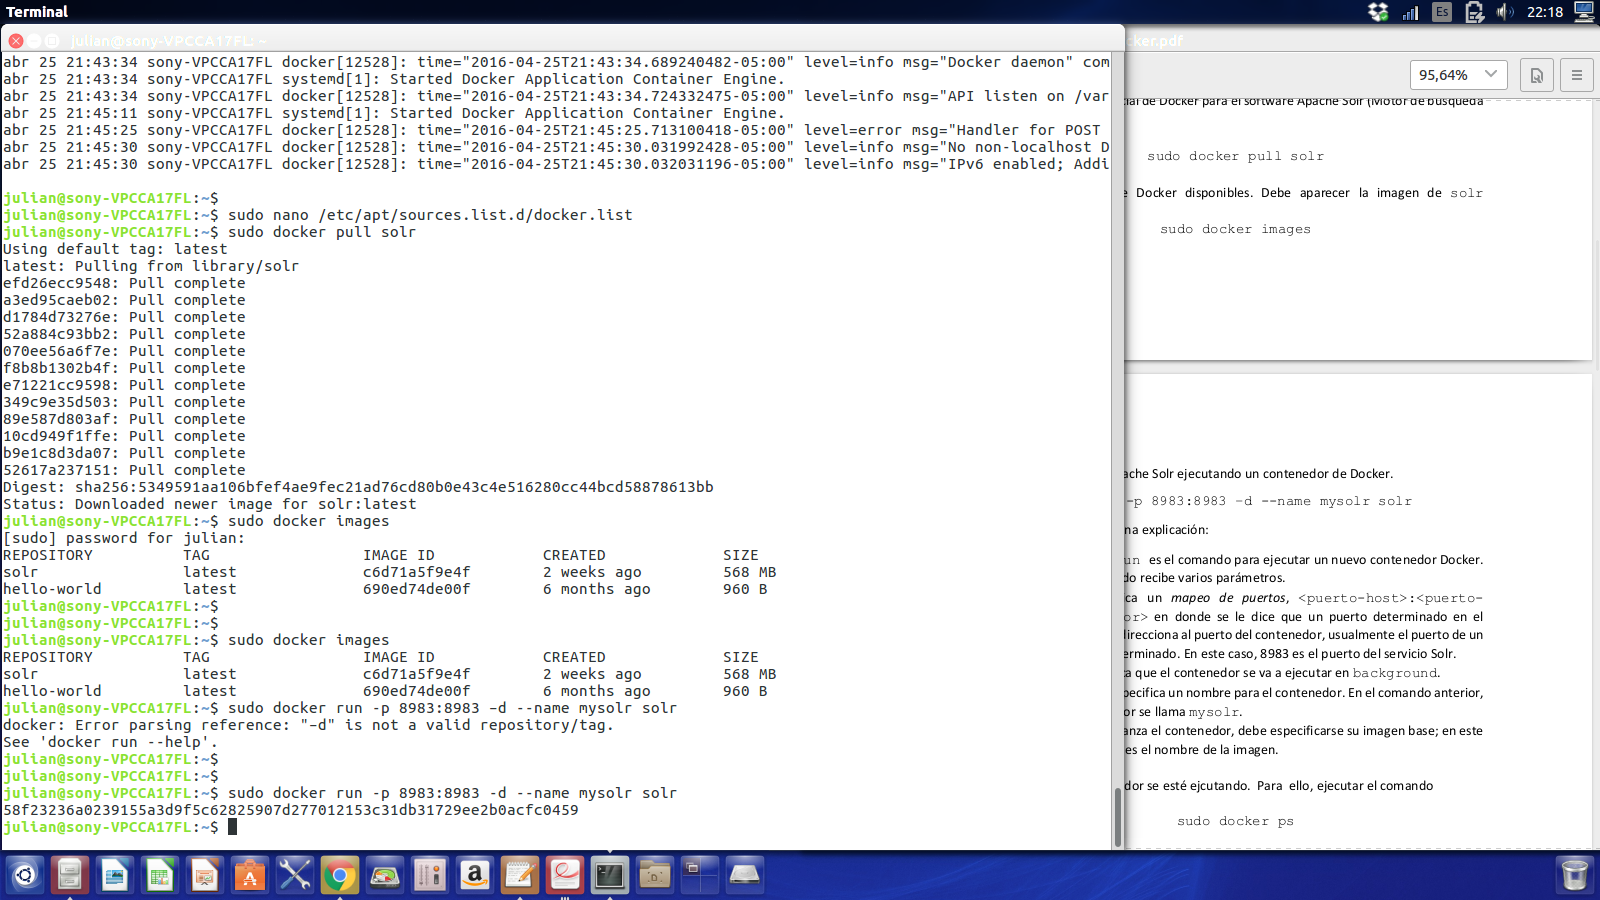 Terminal
Es
22:18
julian@sony-VPCCA17FL: ~
abr 25 21:43:34 sony-VPCCA17FL docker[12528]: time="2016-04-25T21:43:34.689240482-05:00" level=info msg="Docker daemon" com
abr 25 21:43:34 sony-VPCCA17FL systemd[1]: Started Docker Application Container Engine.
abr 25 21:43:34 sony-VPCCA17FL docker[12528]: time="2016-04-25T21:43:34.724332475-05:00" level=info msg="API listen on /var
abr 25 21:45:11 sony-VPCCA17FL systemd[1]: Started Docker Application Container Engine.
abr 25 21:45:25 sony-VPCCA17FL docker[12528]: time="2016-04-25T21:45:25.713100418-05:00" level=error msg="Handler for POST
abr 25 21:45:30 sony-VPCCA17FL docker[12528]: time="2016-04-25T21:45:30.031992428-05:00" level=info msg="No non-localhost D
abr 25 21:45:30 sony-VPCCA17FL docker[12528]: time="2016-04-25T21:45:30.032031196-05:00" level=info msg="IPv6 enabled; Addi
julian@sony-VPCCA17FL:~$
julian@sony-VPCCA17FL:~$ sudo nano /etc/apt/sources.list.d/docker.list
julian@sony-VPCCA17FL:~$ sudo docker pull solr
Using default tag: latest
latest: Pulling from library/solr
efd26ecc9548: Pull complete
a3ed95caeb02: Pull complete
d1784d73276e: Pull complete
52a884c93bb2: Pull complete
070ee56a6f7e: Pull complete
f8b8b1302b4f: Pull complete
e71221cc9598: Pull complete
349c9e35d503: Pull complete
89e587d803af: Pull complete
10cd949f1ffe: Pull complete
b9e1c8d3da07: Pull complete
52617a237151: Pull complete
Digest: sha256:5349591aa106bfef4ae9fec21ad76cd80b0e43c4e516280cc44bcd58878613bb
Status: Downloaded newer image for solr:latest
julian@sony-VPCCA17FL:~$ sudo docker images
[sudo] password for julian:
REPOSITORY TAG IMAGE ID CREATED SIZE
solr latest c6d71a5f9e4f 2 weeks ago 568 MB
hello-world latest 690ed74de00f 6 months ago 960 B
julian@sony-VPCCA17FL:~$
julian@sony-VPCCA17FL:~$
julian@sony-VPCCA17FL:~$ sudo docker images
REPOSITORY TAG IMAGE ID CREATED SIZE
solr latest c6d71a5f9e4f 2 weeks ago 568 MB
hello-world latest 690ed74de00f 6 months ago 960 B
julian@sony-VPCCA17FL:~$ sudo docker run -p 8983:8983 –d --name mysolr solr
docker: Error parsing reference: "–d" is not a valid repository/tag.
See 'docker run --help'.
julian@sony-VPCCA17FL:~$
julian@sony-VPCCA17FL:~$
julian@sony-VPCCA17FL:~$ sudo docker run -p 8983:8983 -d --name mysolr solr
58f23236a0239155a3d9f5c62825907d277012153c31db31729ee2b0acfc0459
julian@sony-VPCCA17FL:~$
cker.pdf
95,64%
cial de Docker para el software Apache Solr (Motor de búsqueda
sudo docker pull solr
e Docker disponibles. Debe aparecer la imagen de solr
sudo docker images
ache Solr ejecutando un contenedor de Docker.
-p 8983:8983 –d --name mysolr solr
na explicación:
un es el comando para ejecutar un nuevo contenedor Docker.
do recibe varios parámetros.
ca un mapeo de puertos, <puerto-host>:<puerto-
or> en donde se le dice que un puerto determinado en el
direcciona al puerto del contenedor, usualmente el puerto de un
erminado. En este caso, 8983 es el puerto del servicio Solr.
ca que el contenedor se va a ejecutar en background.
pecifica un nombre para el contenedor. En el comando anterior,
or se llama mysolr.
anza el contenedor, debe especificarse su imagen base; en este
es el nombre de la imagen.
dor se esté ejcutando. Para ello, ejecutar el comando
sudo docker ps